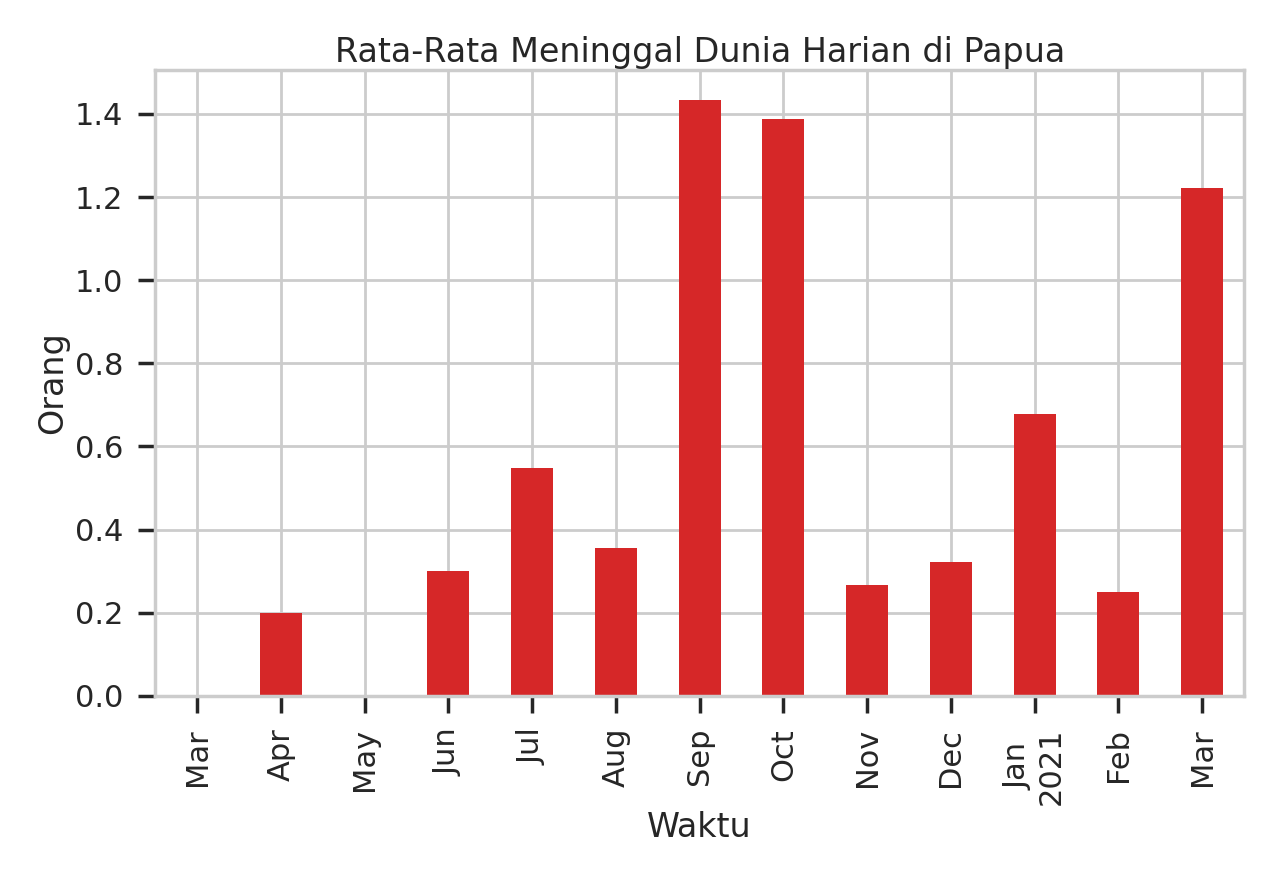 Rata-Rata Meninggal Dunia Harian di Papua
Orang
1.4
1.2
1.0
0.8
0.6
0.4
0.2
0.0
Mar
Apr
May
Jun
Jul
Aug
Sep
Oct
Nov
Dec
Jan
2021
Feb
Mar
Waktu